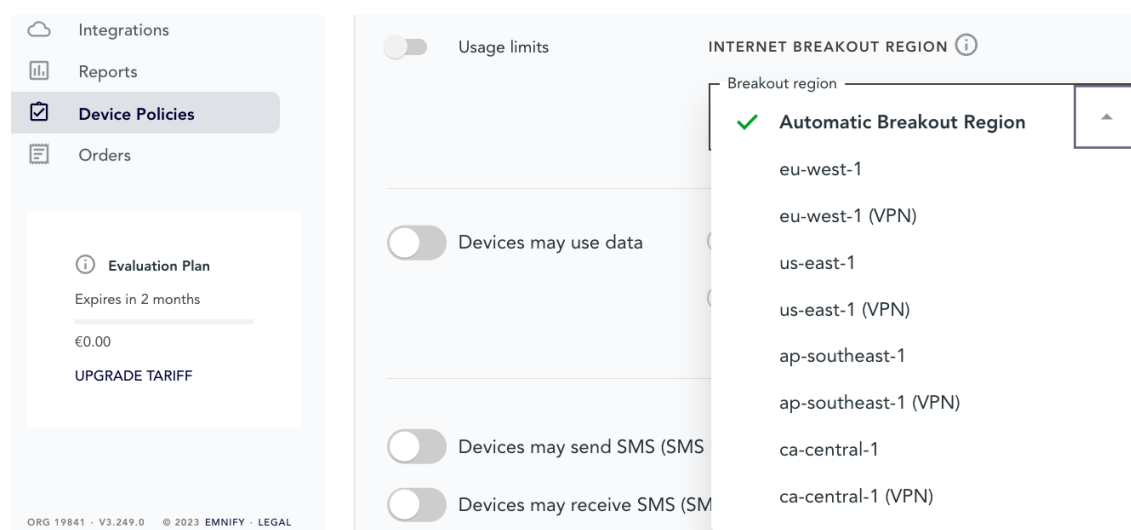 Integrations
Reports
Device Policies
Orders
Evaluation Plan
Expires in 2 months
€0.00
UPGRADE TARIFF
ORG 19841 · V3.249.0 © 2023 EMNIFY · LEGAL
Usage limits
Devices may use data
Devices may send SMS (SMS
Devices may receive SMS (SM
INTERNET BREAKOUT REGION
Breakout region
Automatic Breakout Region
eu-west-1
eu-west-1 (VPN)
us-east-1
us-east-1 (VPN)
ap-southeast-1
ap-southeast-1 (VPN)
ca-central-1
ca-central-1 (VPN)